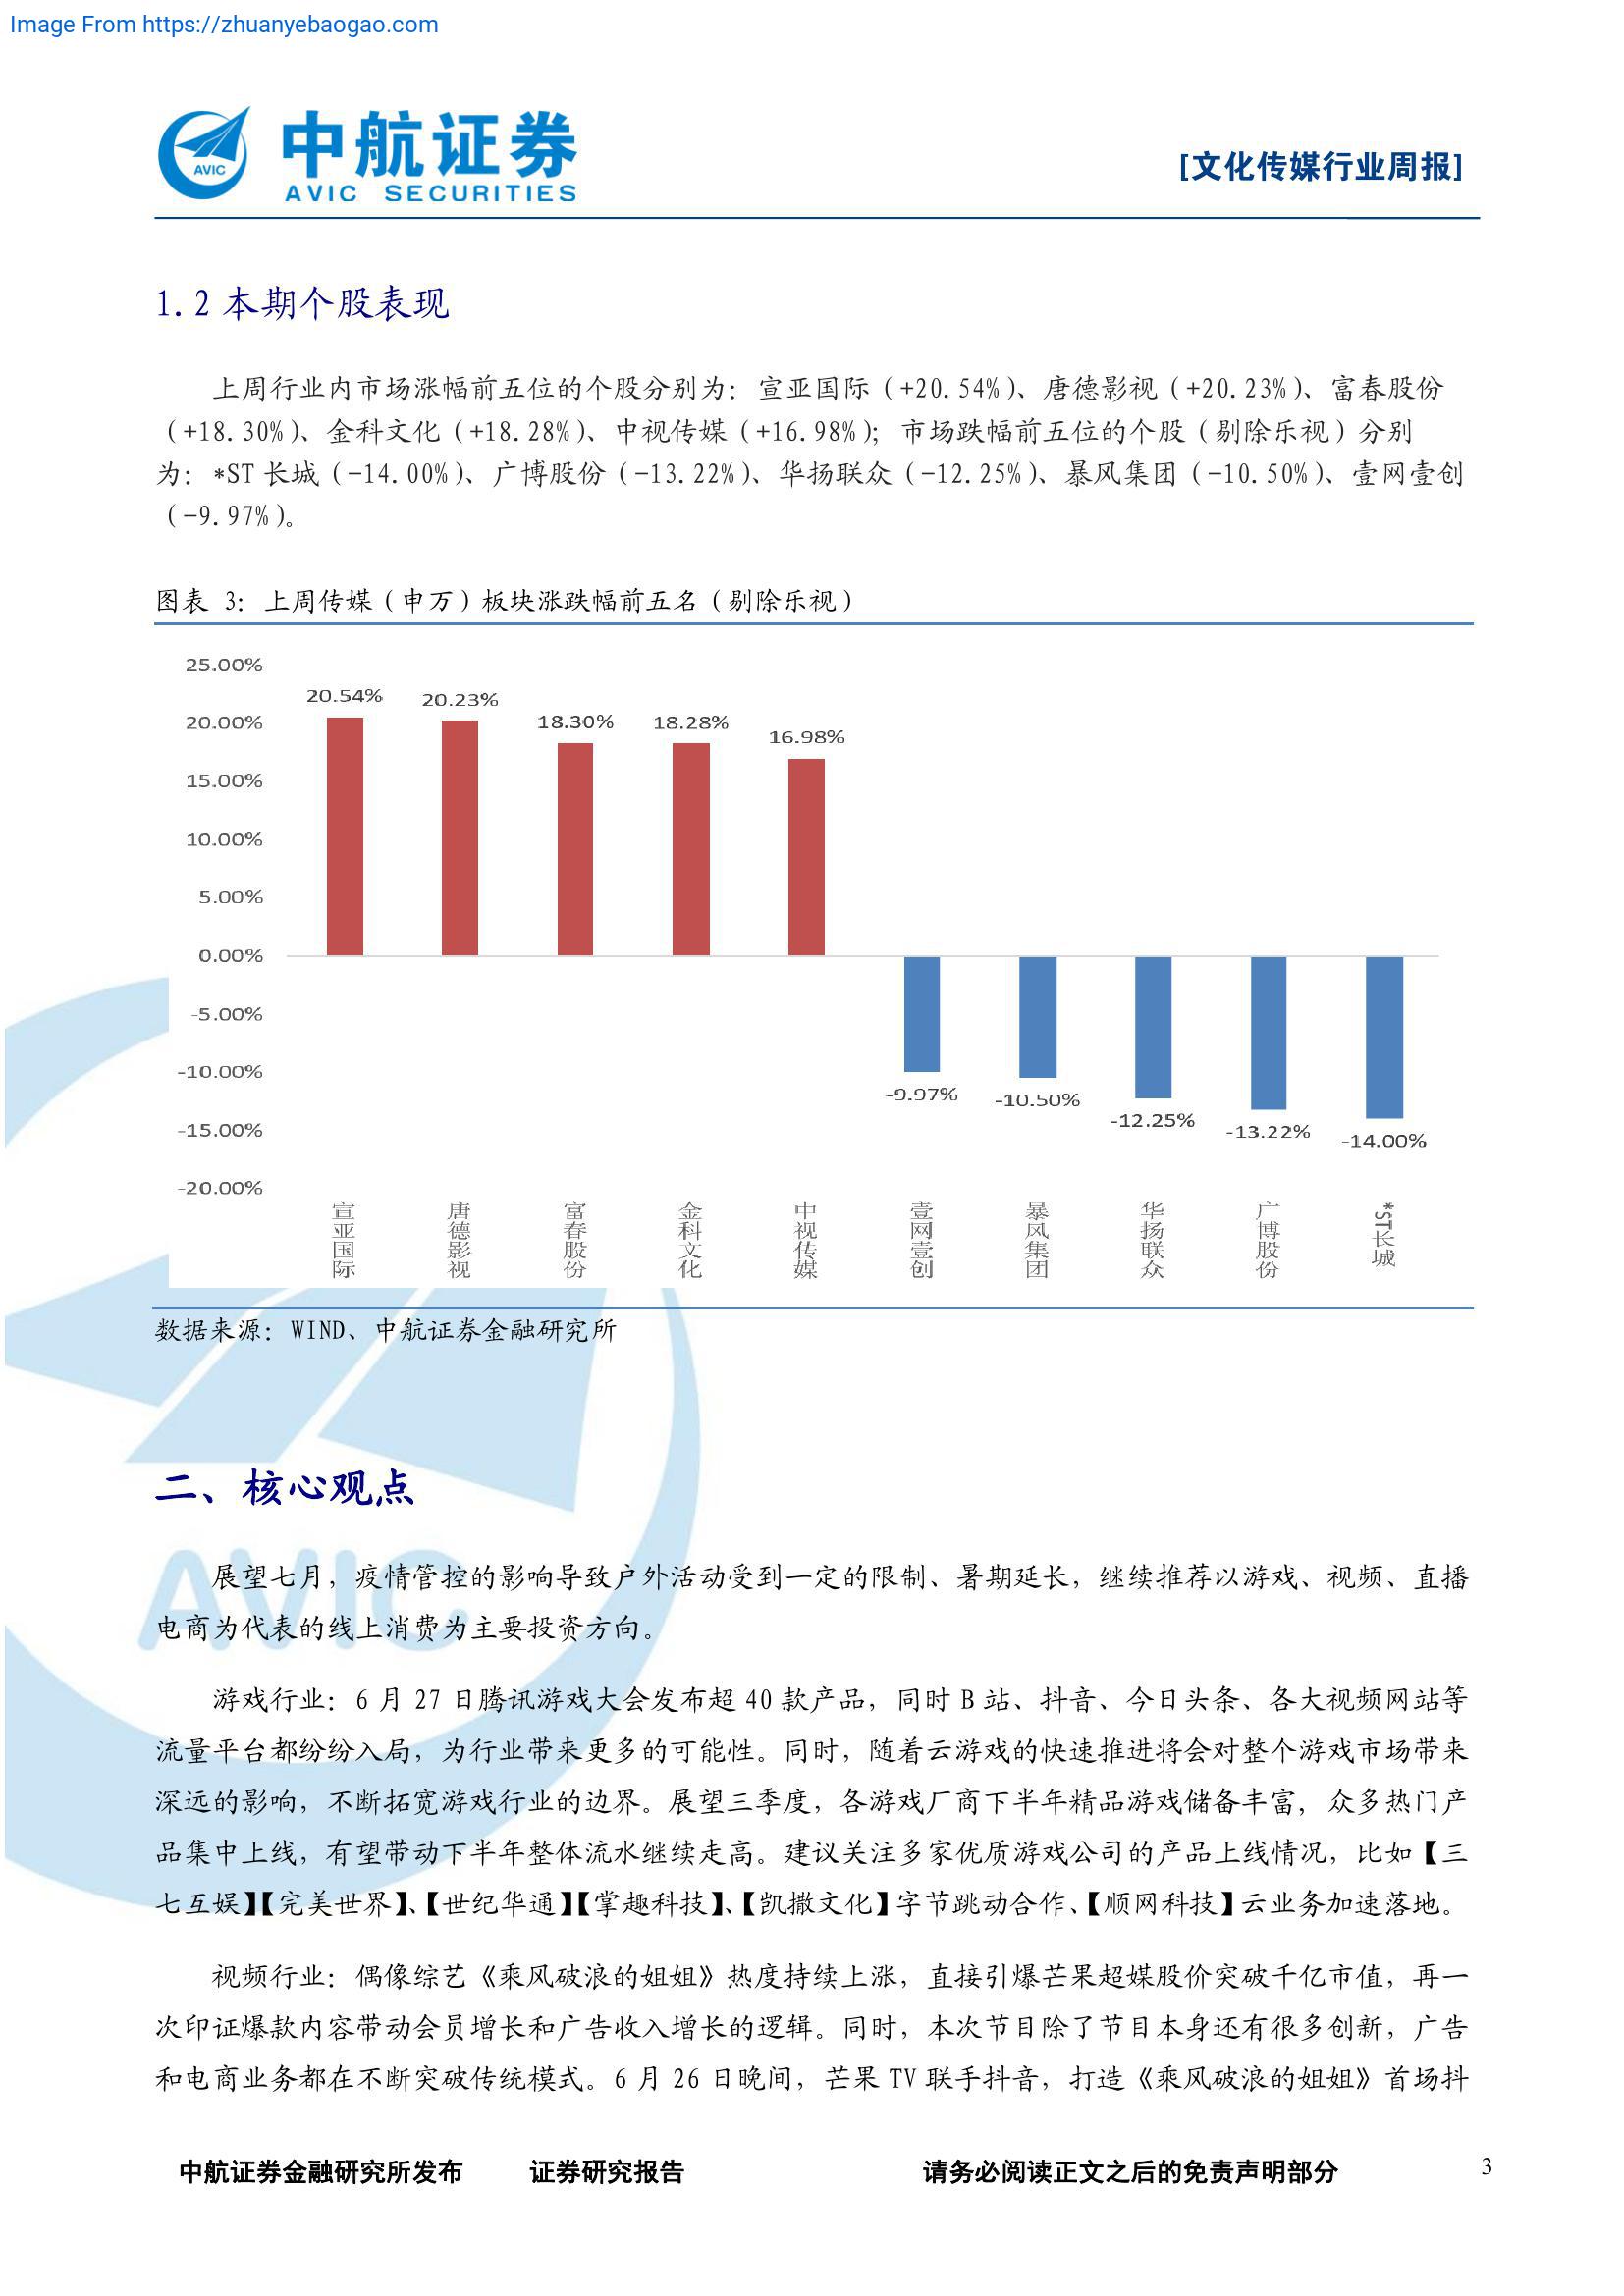 Image From https://zhuanyebaogao.com
AVIC
中航证券
AVIC SECURITIES
[文化传媒行业周报]
1.2 本期个股表现
上周行业内市场涨幅前五位的个股分别为：宣亚国际（+20.54%）、唐德影视（+20.23%）、富春股份
（+18.30%）、金科文化（+18.28%）、中视传媒（+16.98%）；市场跌幅前五位的个股（剔除乐视）分别
为：*ST 长城（-14.00%）、广博股份（-13.22%）、华扬联众（-12.25%）、暴风集团（-10.50%）、壹网壹创
（-9.97%）。
图表 3：上周传媒（申万）板块涨跌幅前五名（剔除乐视）
25.00%
20.00%
15.00%
10.00%
5.00%
0.00%
-5.00%
-10.00%
-15.00%
-20.00%
20.54%
20.23%
18.30%
18.28%
16.98%
-9.97%
-10.50%
-12.25%
-13.22%
-14.00%
宣亚国际
唐德影视
富春股份
金科文化
中视传媒
壹网壹创
暴风集团
华扬联众
广博股份
*ST长城
数据来源：WIND、中航证券金融研究所
二、核心观点
AVIC
展望七月，疫情管控的影响导致户外活动受到一定的限制、暑期延长，继续推荐以游戏、视频、直播
电商为代表的线上消费为主要投资方向。
游戏行业：6 月 27 日腾讯游戏大会发布超 40 款产品，同时 B 站、抖音、今日头条、各大视频网站等
流量平台都纷纷入局，为行业带来更多的可能性。同时，随着云游戏的快速推进将会对整个游戏市场带来
深远的影响，不断拓宽游戏行业的边界。展望三季度，各游戏厂商下半年精品游戏储备丰富，众多热门产
品集中上线，有望带动下半年整体流水继续走高。建议关注多家优质游戏公司的产品上线情况，比如【三
七互娱】【完美世界】、【世纪华通】【掌趣科技】、【凯撒文化】字节跳动合作、【顺网科技】云业务加速落地。
视频行业：偶像综艺《乘风破浪的姐姐》热度持续上涨，直接引爆芒果超媒股价突破千亿市值，再一
次印证爆款内容带动会员增长和广告收入增长的逻辑。同时，本次节目除了节目本身还有很多创新，广告
和电商业务都在不断突破传统模式。6 月 26 日晚间，芒果 TV 联手抖音，打造《乘风破浪的姐姐》首场抖
中航证券金融研究所发布 证券研究报告 请务必阅读正文之后的免责声明部分 3